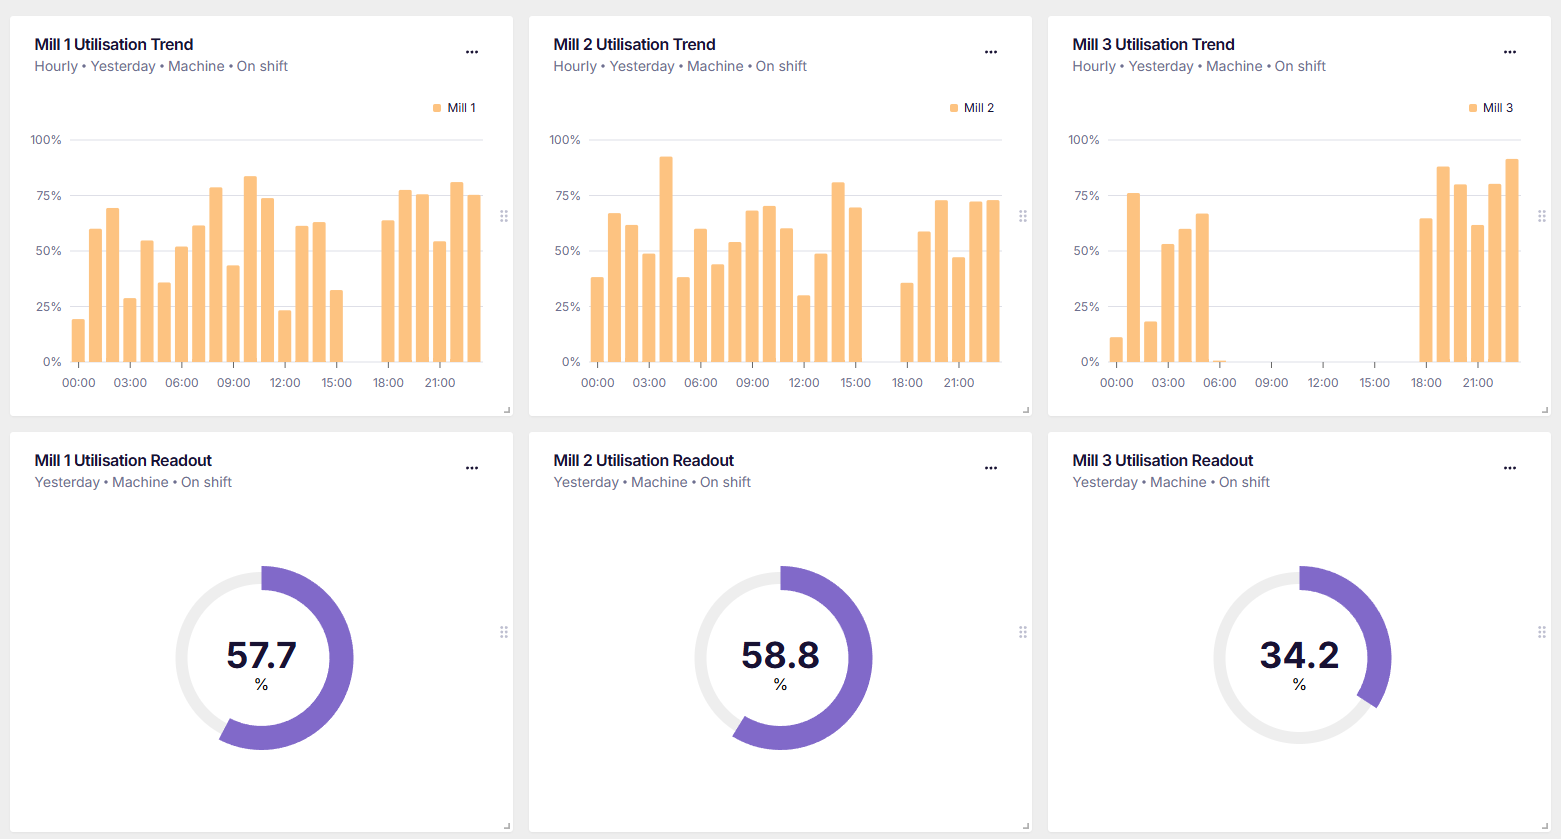 Mill 1 Utilisation Trend
Hourly • Yesterday • Machine • On shift
Mill 1
100%
75%
50%
25%
0%
00:00 03:00 06:00 09:00 12:00 15:00 18:00 21:00
Mill 2 Utilisation Trend
Hourly • Yesterday • Machine • On shift
Mill 2
100%
75%
50%
25%
0%
00:00 03:00 06:00 09:00 12:00 15:00 18:00 21:00
Mill 3 Utilisation Trend
Hourly • Yesterday • Machine • On shift
Mill 3
100%
75%
50%
25%
0%
00:00 03:00 06:00 09:00 12:00 15:00 18:00 21:00
Mill 1 Utilisation Readout
Yesterday • Machine • On shift
57.7
%
Mill 2 Utilisation Readout
Yesterday • Machine • On shift
58.8
%
Mill 3 Utilisation Readout
Yesterday • Machine • On shift
34.2
%